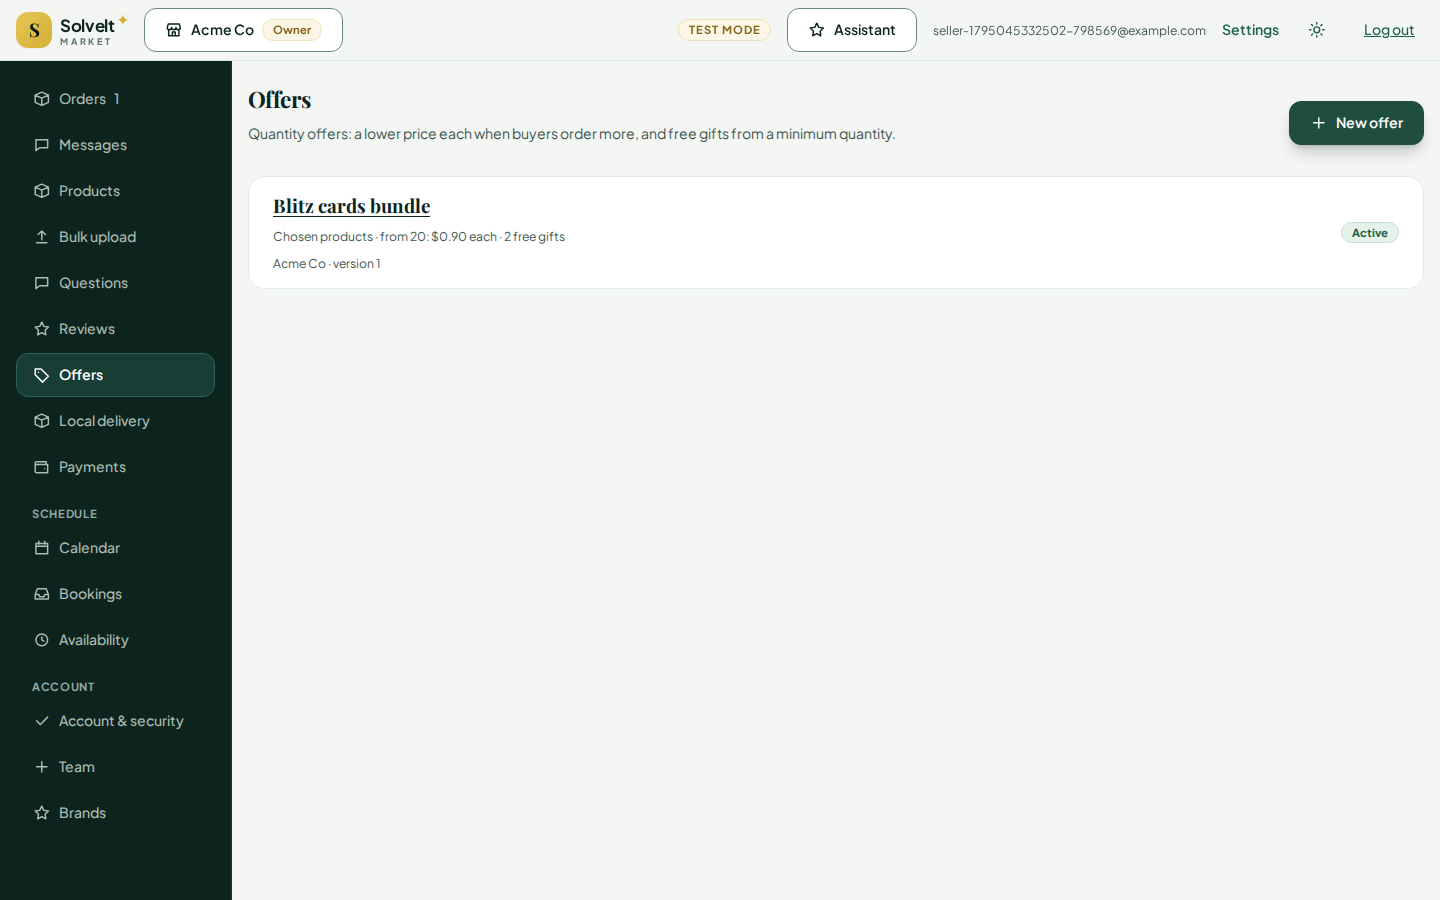 S
SolveIt
MARKET
Acme Co Owner
TEST MODE
Assistant
seller-1795045332502-798569@example.com
Settings
Log out
Orders 1
Messages
Products
Bulk upload
Questions
Reviews
Offers
Local delivery
Payments
SCHEDULE
Calendar
Bookings
Availability
ACCOUNT
Account & security
Team
Brands
Offers
Quantity offers: a lower price each when buyers order more, and free gifts from a minimum quantity.
New offer
Blitz cards bundle
Chosen products · from 20: $0.90 each · 2 free gifts
Acme Co · version 1
Active